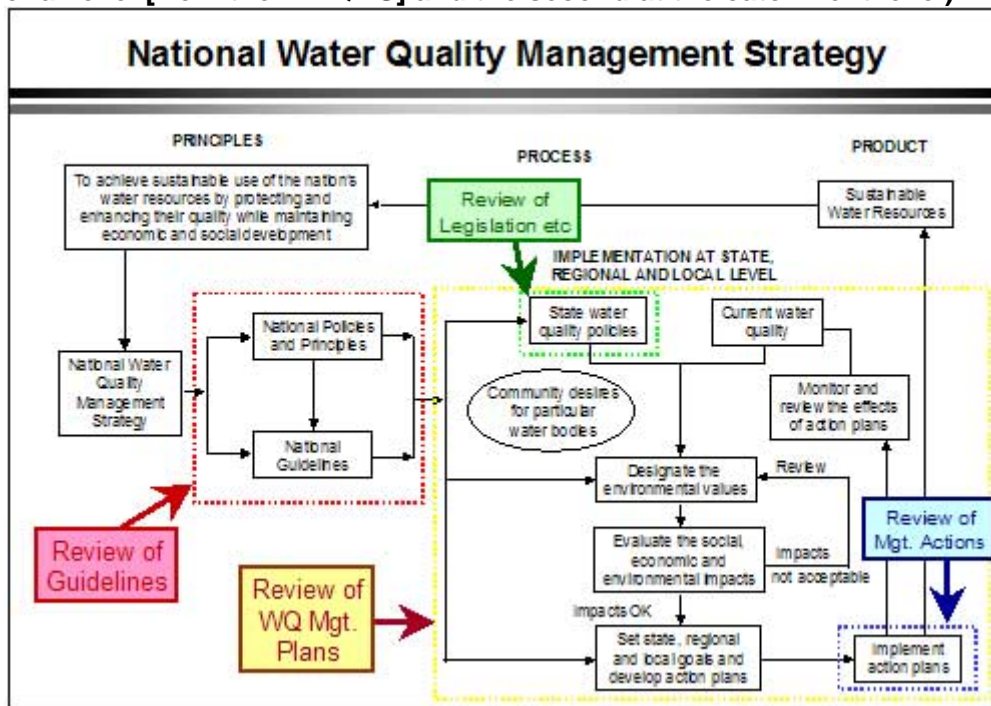 National Water Quality Management Strategy
PRINCIPLES
PROCESS
PRODUCT
To achieve sustainable use of the nation's
water resources by protecting and
enhancing their quality while maintaining
economic and social development
Review of
Legislation etc
Sustainable
Water Resources
IMPLEMENTATION AT STATE,
REGIONAL AND LOCAL LEVEL
National Policies
and Principles
State water
quality policies
Current water
quality
National Water
Quality
Management
Strategy
Community desires
for particular
water bodies
Monitor and
review the effects
of action plans
National
Guidelines
Designate the
environmental values
Review
Review of
Mgt. Actions
Review of
Guidelines
Evaluate the social,
economic and
environmental impacts
Impacts
not acceptable
Review of
WQ Mgt.
Plans
Impacts OK
Set state, regional
and local goals and
develop action plans
Implement
action plans